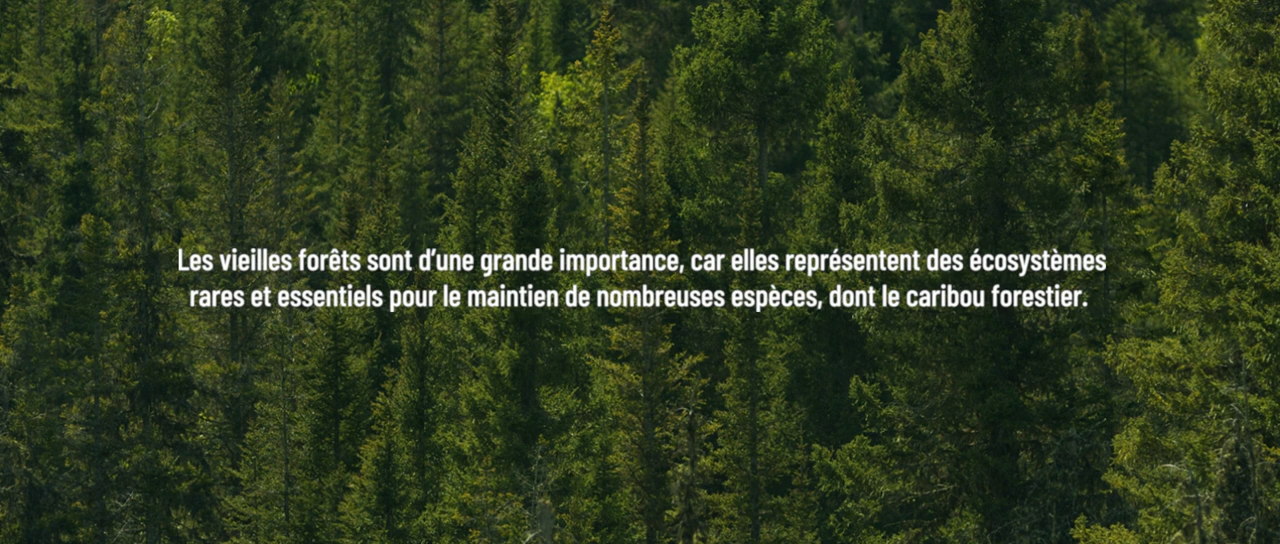 Les vieilles forêts sont d’une grande importance, car elles représentent des écosystèmes
rares et essentiels pour le maintien de nombreuses espèces, dont le caribou forestier.